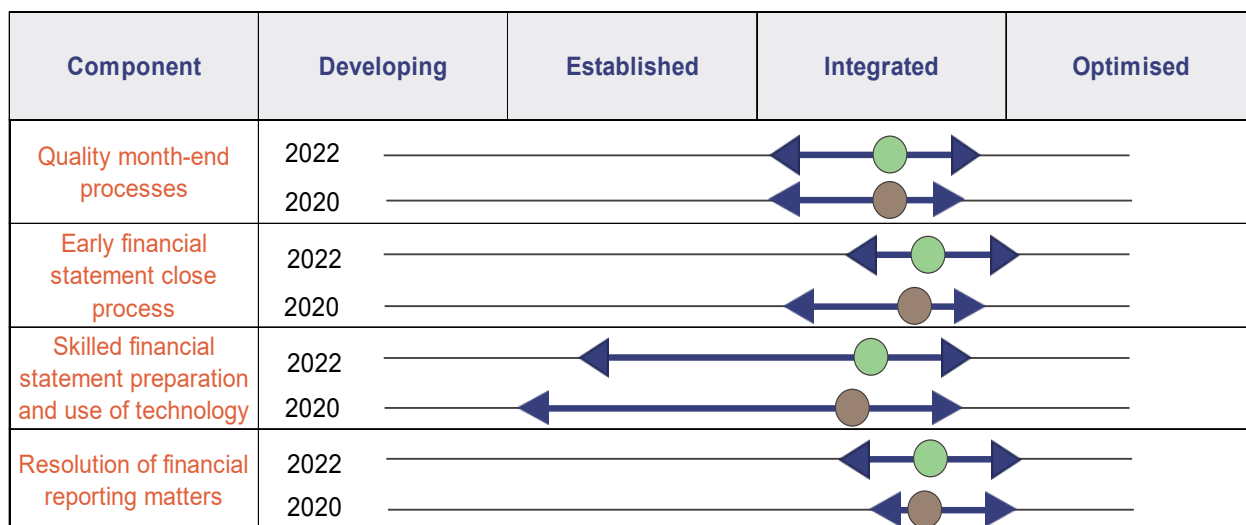 Component Developing Established Integrated Optimised
Quality month-end
processes
2022
2020
Early financial
statement close
process
2022
2020
Skilled financial
statement preparation
and use of technology
2022
2020
Resolution of financial
reporting matters
2022
2020